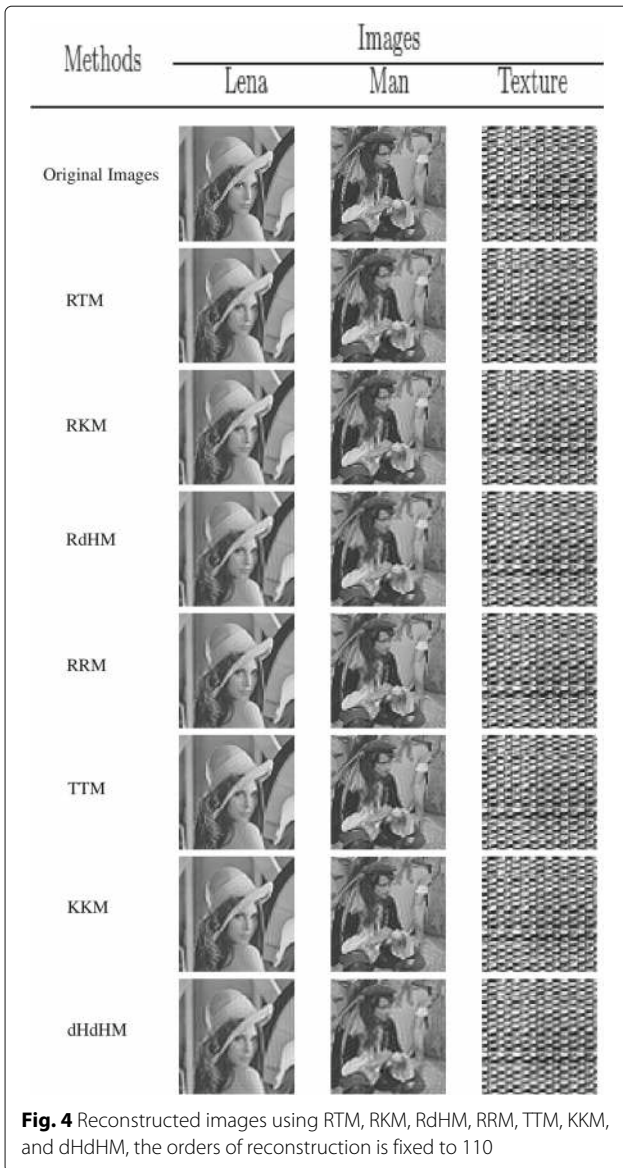 Methods
Images
Lena Man Texture
Original Images
RTM
RKM
RdHM
RRM
TTM
KKM
dHdHM
Fig. 4 Reconstructed images using RTM, RKM, RdHM, RRM, TTM, KKM,
and dHdHM, the orders of reconstruction is fixed to 110